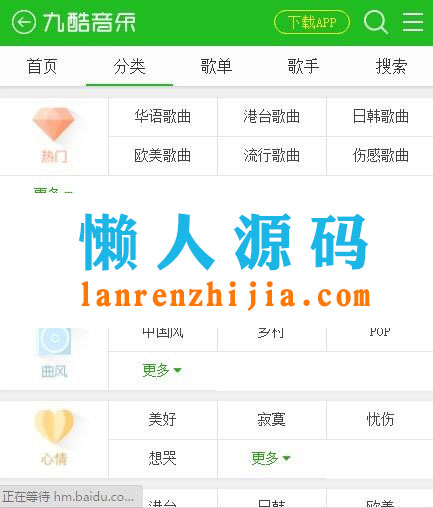 九酷音乐 下载APP
首页 分类 歌单 歌手 搜索
华语歌曲 港台歌曲 日韩歌曲
热门
欧美歌曲 流行歌曲 伤感歌曲
更多
懒人源码
lanrenzhijia.com
中国风 乡村 POP
曲风
更多
美好 寂寞 忧伤
心情
想哭 更多
正在等待 hm.baidu.co...
港台 日韩 欧美